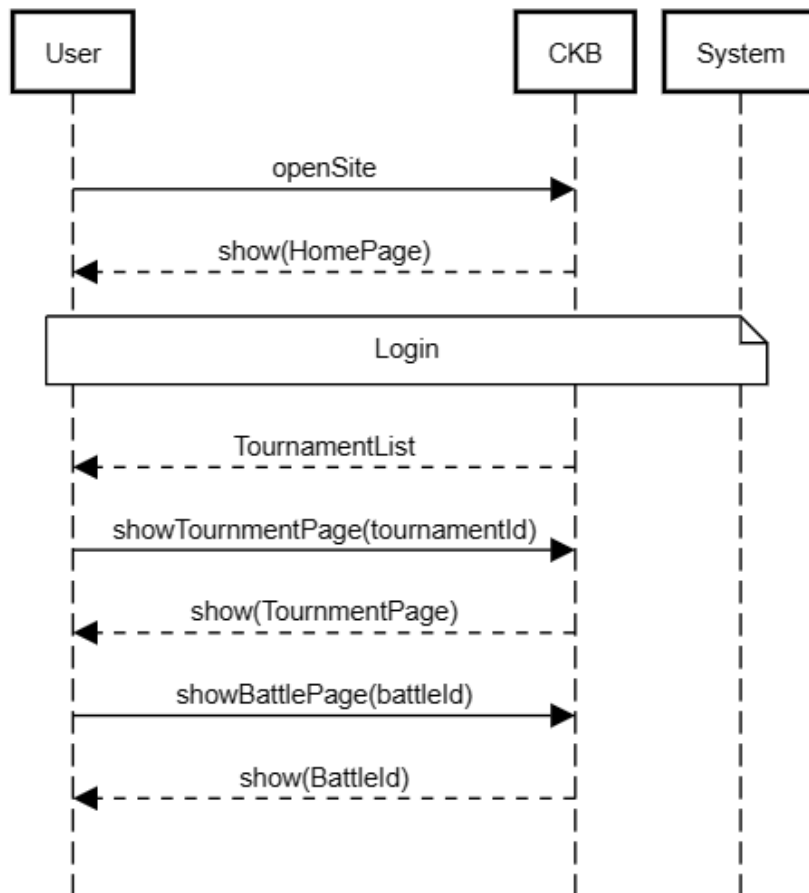 User
CKB
System
openSite
show(HomePage)
Login
TournamentList
showTournmentPage(tournamentId)
show(TournmentPage)
showBattlePage(battleId)
show(BattleId)